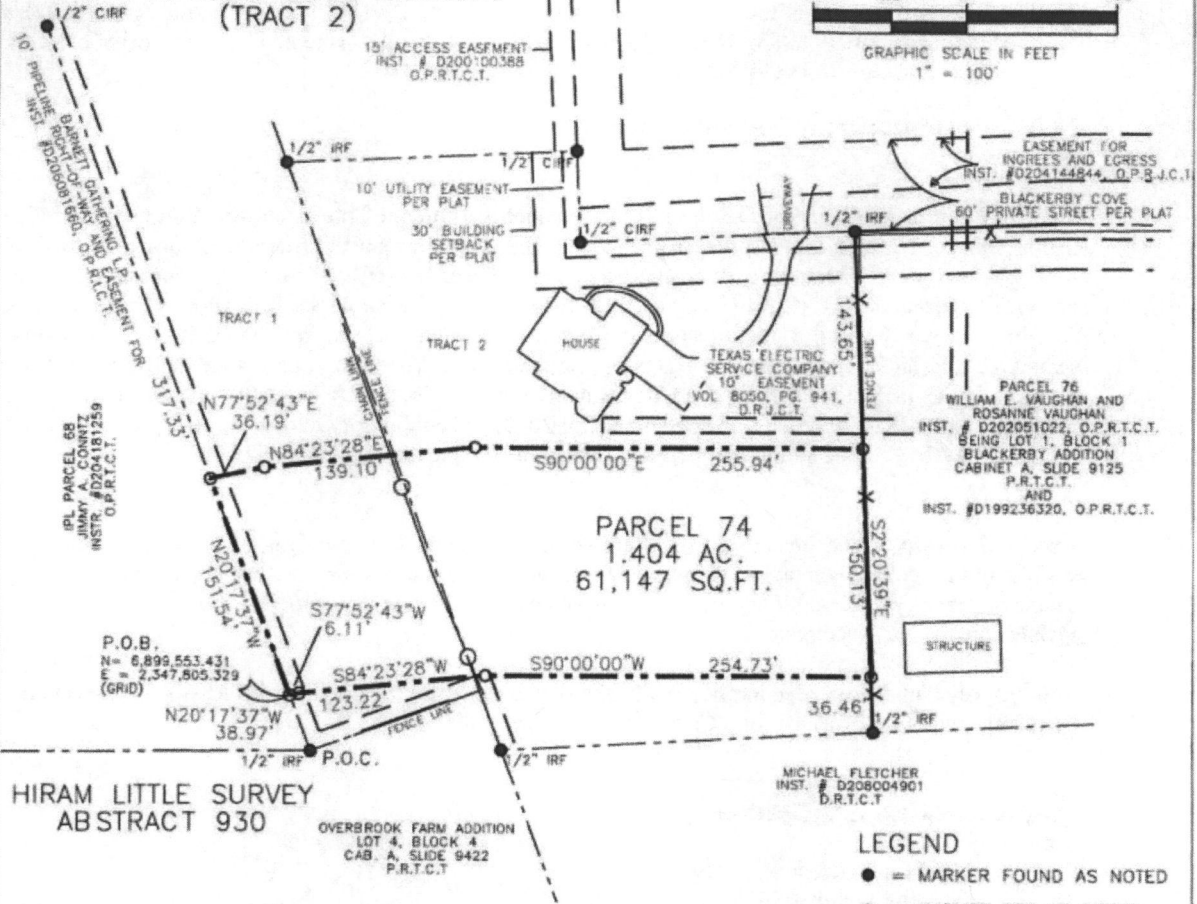 1/2" CIRF
(TRACT 2)
15' ACCESS EASEMENT
INST. # D200100388
O.P.R.T.C.T.
GRAPHIC SCALE IN FEET
1" = 100'
10' PIPELINE RIGHT-OF-WAY AND EASEMENT FOR
BARNETT GATHERING L.P.
INST #D206081660, O.P.R.T.C.T.
317.33'
1/2" IRF
1/2" CIRF
10' UTILITY EASEMENT
PER PLAT
30' BUILDING
SETBACK
PER PLAT
1/2" CIRF
DRIVEWAY
1/2" IRF
EASEMENT FOR
INGREES AND EGRESS
INST. #D204144844, O.P.R.J.C.T.
BLACKERBY COVE
60' PRIVATE STREET PER PLAT
X
TRACT 1
TRACT 2
HOUSE
CHAIN LINK
FENCE LINE
143.65'
FENCE LINE
TEXAS ELECTRIC
SERVICE COMPANY
10' EASEMENT
VOL 8050, PG. 941,
D.R.J.C.T.
PARCEL 76
WILLIAM E. VAUGHAN AND
ROSANNE VAUGHAN
INST. # D202051022, O.P.R.T.C.T.
BEING LOT 1, BLOCK 1
BLACKERBY ADDITION
CABINET A, SLIDE 9125
P.R.T.C.T.
AND
INST. #D199236320, O.P.R.T.C.T.
IPL PARCEL 68
JIMMY A. CONNTZ
INSTR. #D204181259
O.P.R.T.C.T.
N77°52'43"E
36.19'
N84°23'28"E
139.10'
S90°00'00"E 255.94'
PARCEL 74
1.404 AC.
61,147 SQ.FT.
S2°20'39"E
150.13'
N20°17'37"W
151.54'
S77°52'43"W
6.11'
P.O.B.
N= 6,899,553.431
E = 2,347,805.329
(GRID)
S84°23'28"W
123.22'
S90°00'00"W 254.73'
STRUCTURE
N20°17'37"W
38.97'
FENCE LINE
36.46'
1/2" IRF
1/2" IRF
P.O.C.
1/2" IRF
HIRAM LITTLE SURVEY
ABSTRACT 930
MICHAEL FLETCHER
INST. # D208004901
D.R.T.C.T
OVERBROOK FARM ADDITION
LOT 4, BLOCK 4
CAB. A, SLIDE 9422
P.R.T.C.T
LEGEND
= MARKER FOUND AS NOTED